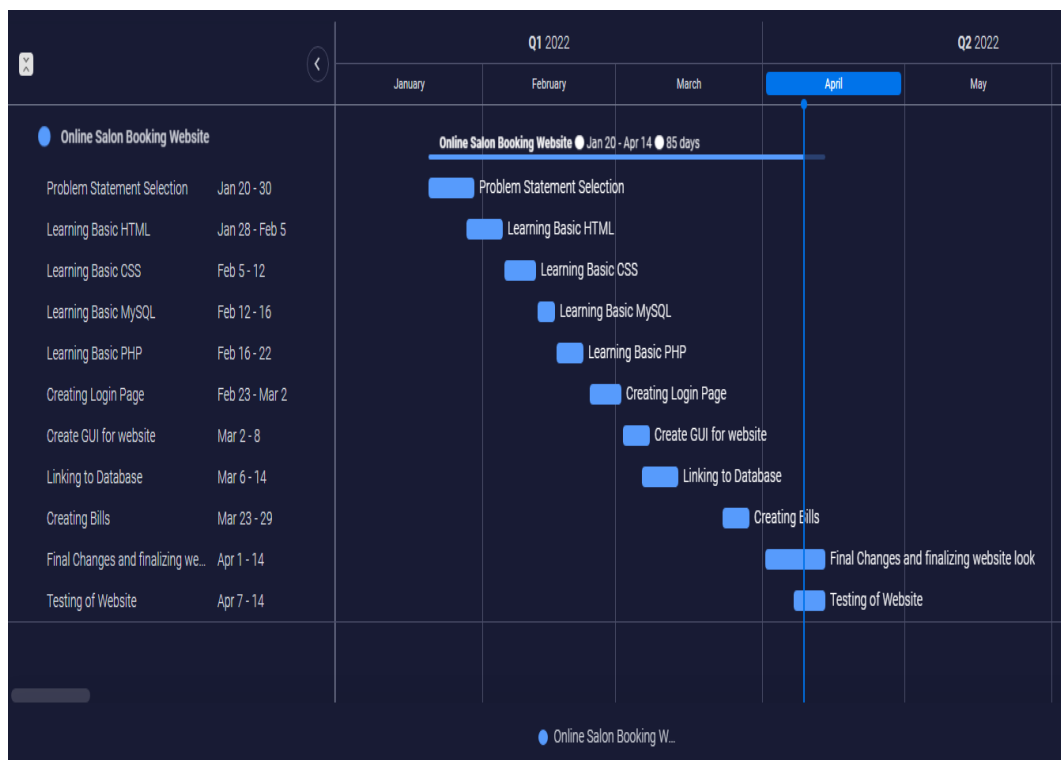 Q1 2022 Q2 2022
January February March April May
Online Salon Booking Website
Online Salon Booking Website Jan 20 - Apr 14 85 days
Problem Statement Selection Jan 20 - 30 Problem Statement Selection
Learning Basic HTML Jan 28 - Feb 5 Learning Basic HTML
Learning Basic CSS Feb 5 - 12 Learning Basic CSS
Learning Basic MySQL Feb 12 - 16 Learning Basic MySQL
Learning Basic PHP Feb 16 - 22 Learning Basic PHP
Creating Login Page Feb 23 - Mar 2 Creating Login Page
Create GUI for website Mar 2 - 8 Create GUI for website
Linking to Database Mar 6 - 14 Linking to Database
Creating Bills Mar 23 - 29 Creating Bills
Final Changes and finalizing we... Apr 1 - 14 Final Changes and finalizing website look
Testing of Website Apr 7 - 14 Testing of Website
Online Salon Booking W...